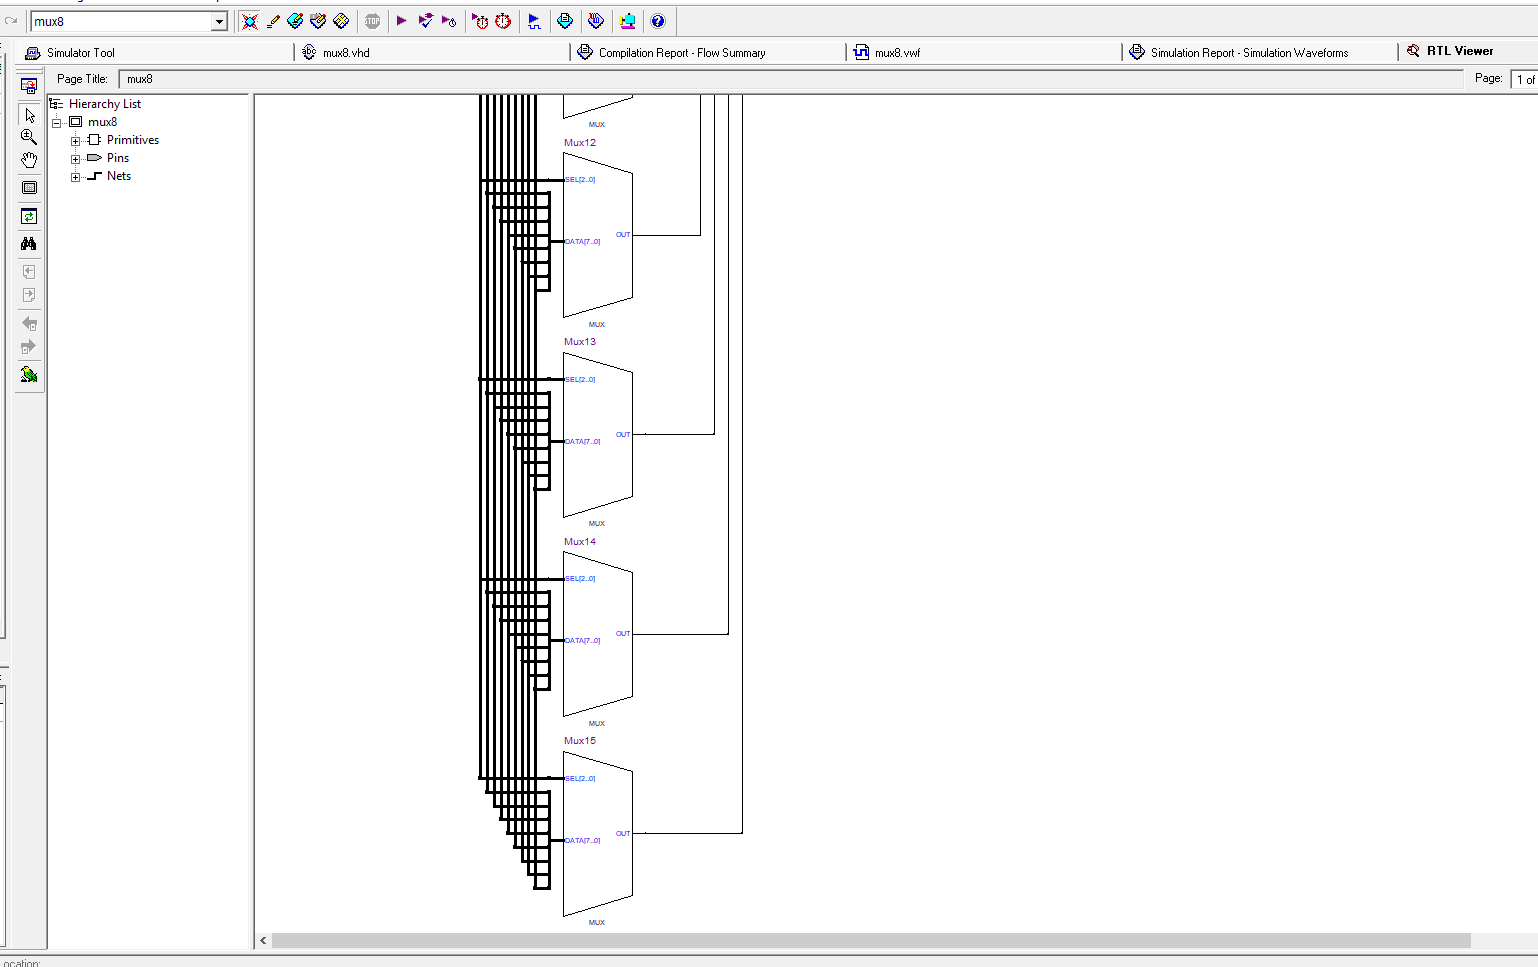 mux8
STOP
Simulator Tool
abc mux8.vhd
Compilation Report - Flow Summary
mux8.vwf
Simulation Report - Simulation Waveforms
RTL Viewer
Page Title: mux8
Page: 1 of
Hierarchy List
mux8
Primitives
Pins
Nets
MUX
Mux12
SEL[2..0]
OUT
DATA[7..0]
MUX
Mux13
SEL[2..0]
OUT
DATA[7..0]
MUX
Mux14
SEL[2..0]
OUT
DATA[7..0]
MUX
Mux15
SEL[2..0]
OUT
DATA[7..0]
MUX
ocation: